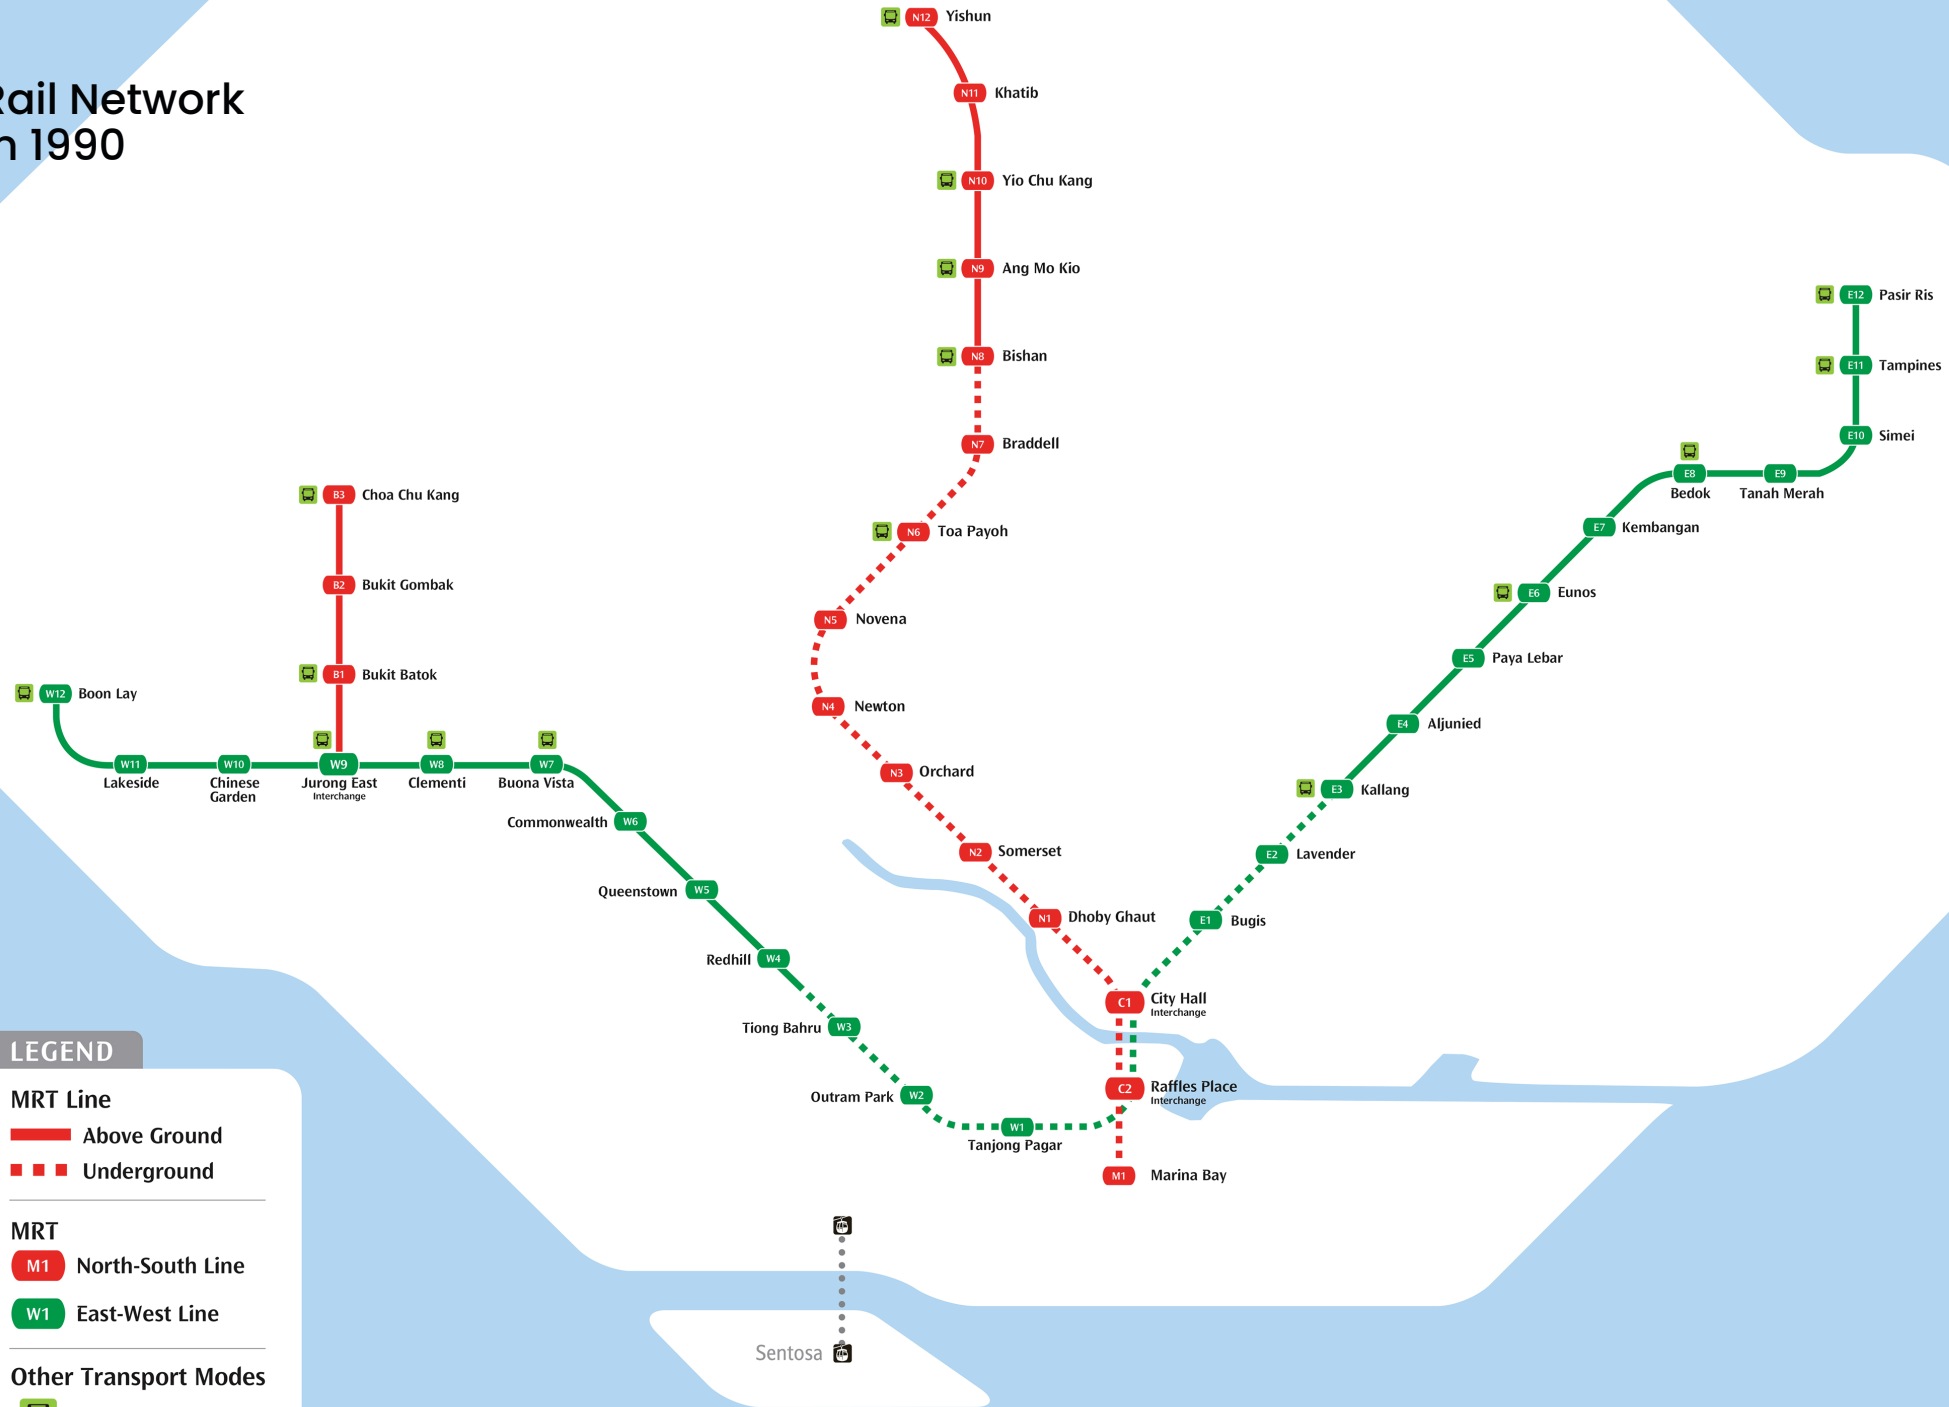 Rail Network
n 1990
N12 Yishun
N11 Khatib
N10 Yio Chu Kang
N9 Ang Mo Kio
N8 Bishan
N7 Braddell
N6 Toa Payoh
N5 Novena
N4 Newton
N3 Orchard
N2 Somerset
N1 Dhoby Ghaut
C1 City Hall
Interchange
C2 Raffles Place
Interchange
M1 Marina Bay
B3 Choa Chu Kang
B2 Bukit Gombak
B1 Bukit Batok
W12 Boon Lay
W11
Lakeside
W10
Chinese
Garden
W9
Jurong East
Interchange
W8
Clementi
W7
Buona Vista
Commonwealth W6
Queenstown W5
Redhill W4
Tiong Bahru W3
Outram Park W2
W1
Tanjong Pagar
E12 Pasir Ris
E11 Tampines
E10 Simei
E9
Tanah Merah
E8
Bedok
E7 Kembangan
E6 Eunos
E5 Paya Lebar
E4 Aljunied
E3 Kallang
E2 Lavender
E1 Bugis
Sentosa
LEGEND
MRT Line
Above Ground
Underground
MRT
M1 North-South Line
W1 East-West Line
Other Transport Modes